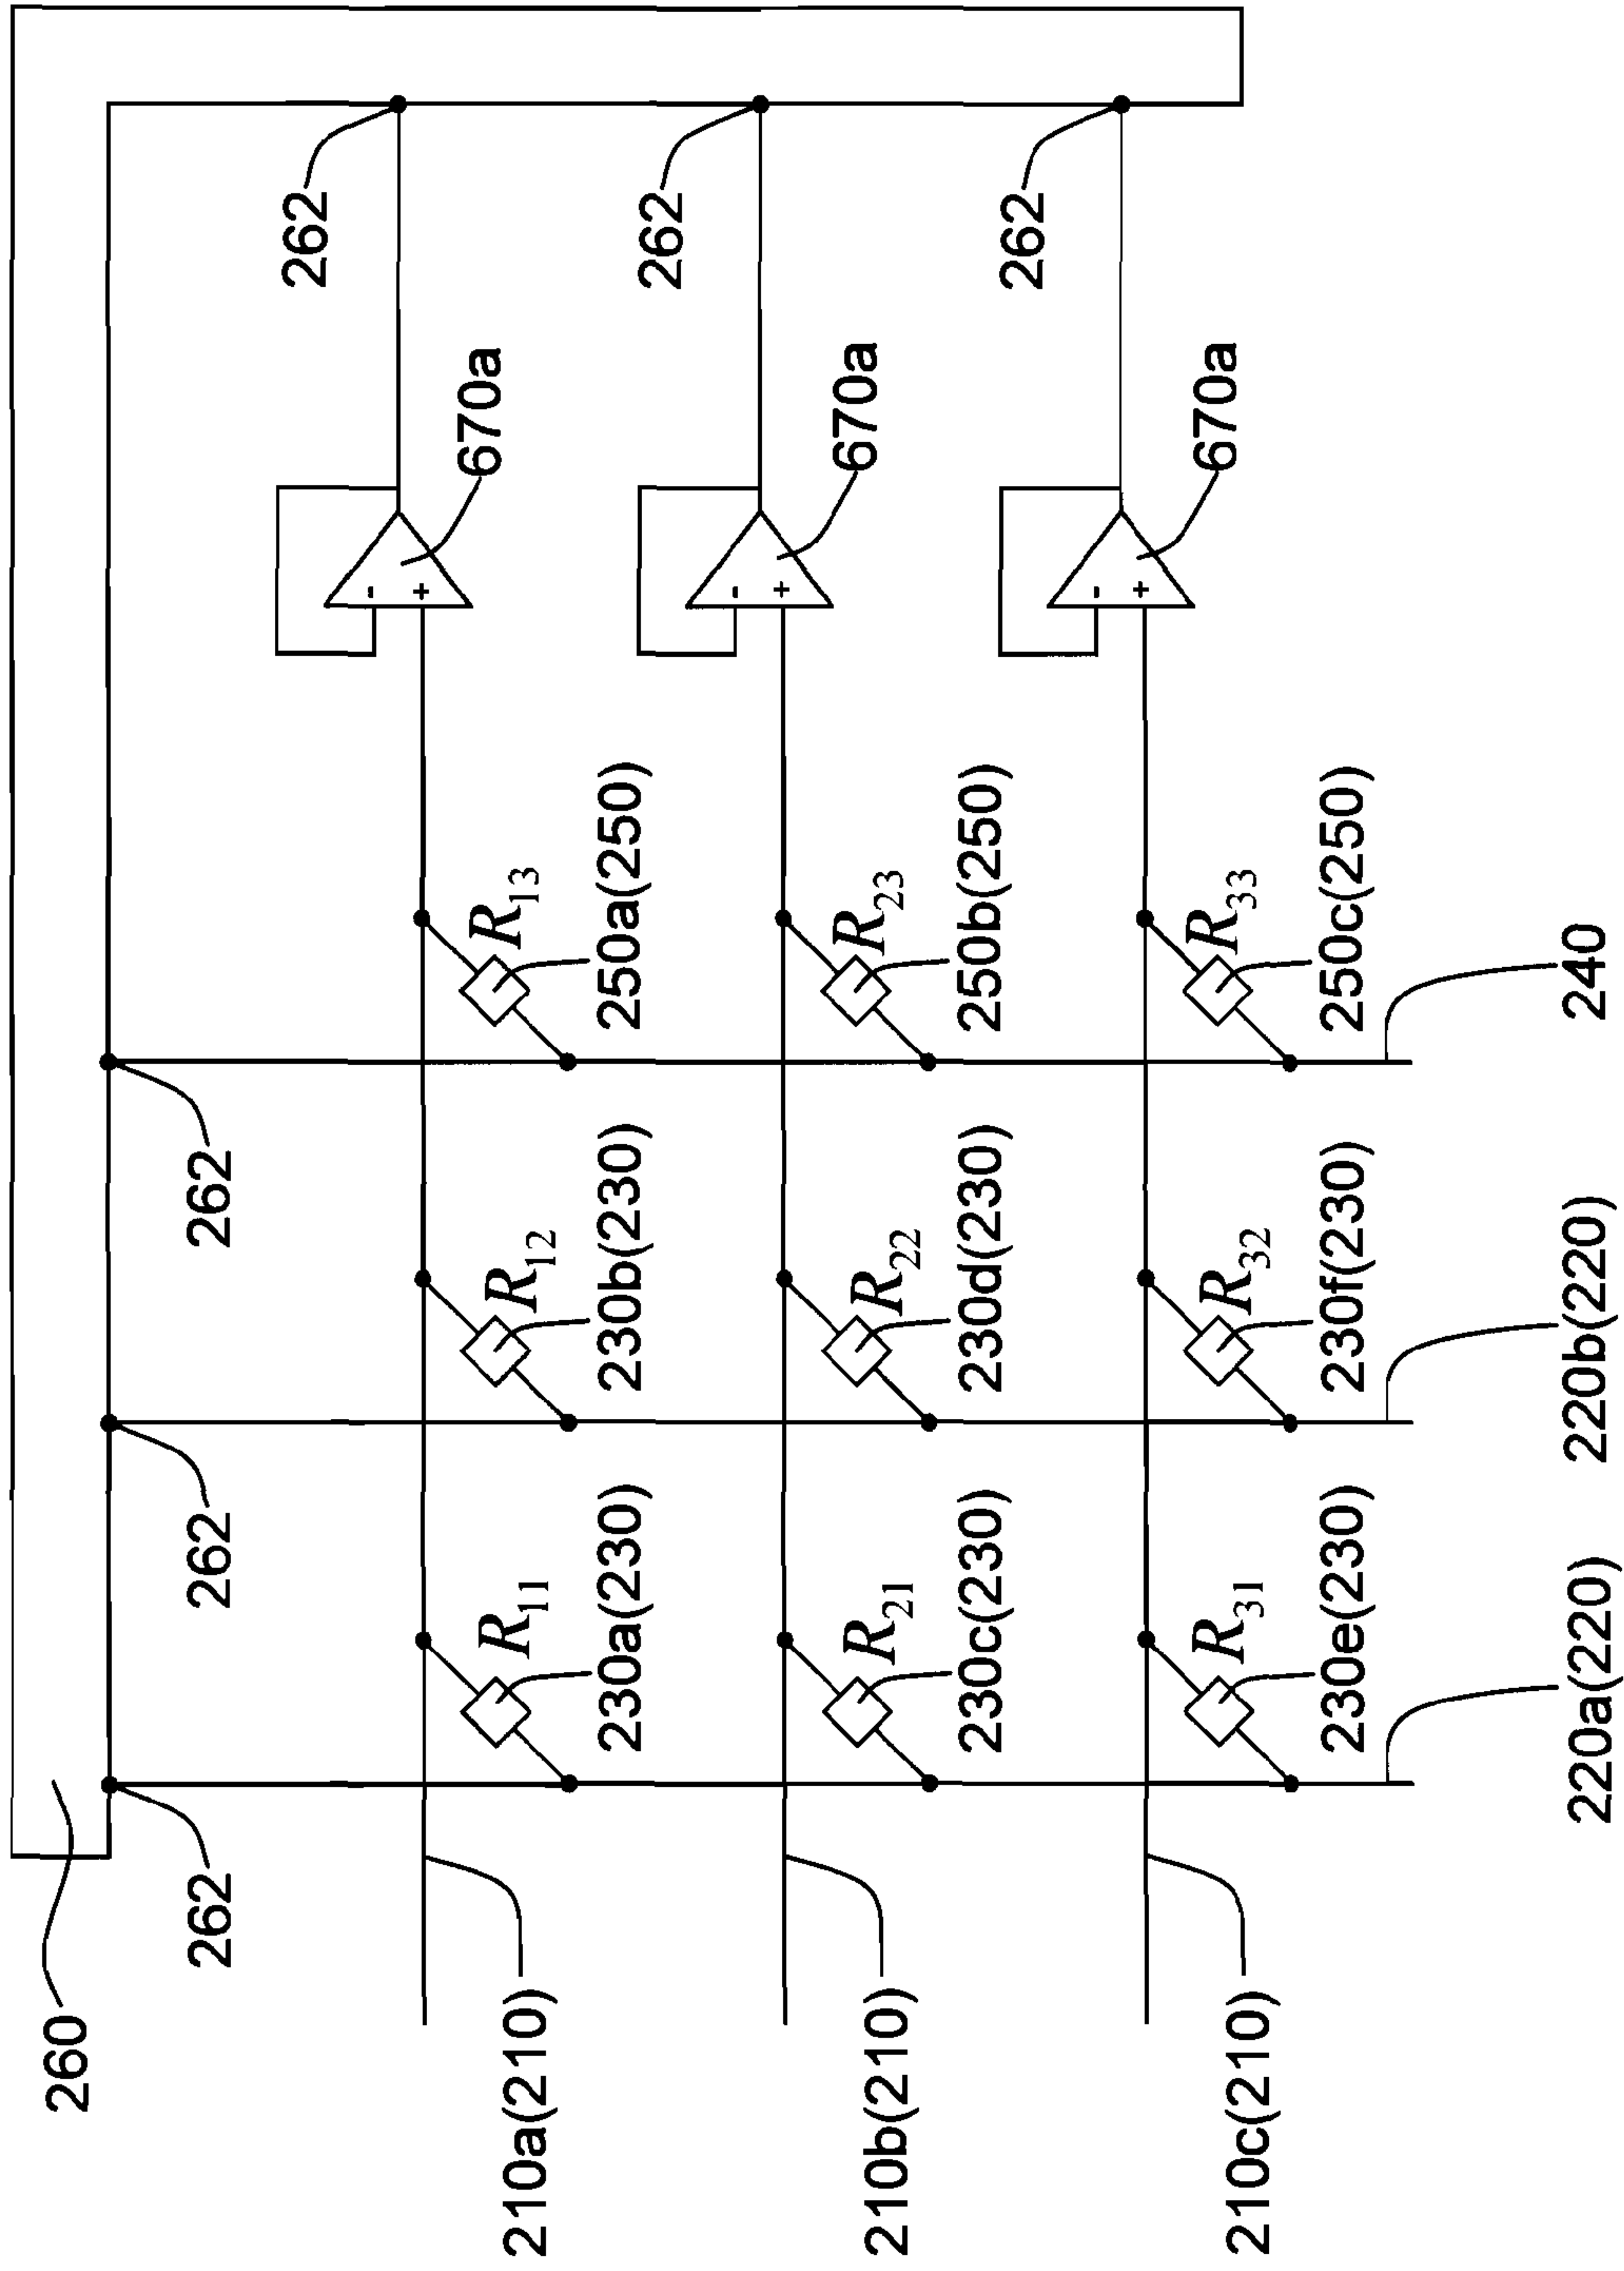 260
262
262
262
210a(210)
R11
230a(230)
R12
230b(230)
R13
250a(250)
-
+
670a
262
210b(210)
R21
230c(230)
R22
230d(230)
R23
250b(250)
-
+
670a
262
210c(210)
R31
230e(230)
R32
230f(230)
R33
250c(250)
-
+
670a
262
220a(220)
220b(220)
240